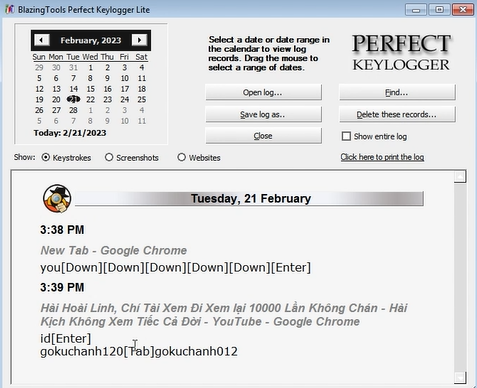 BlazingTools Perfect Keylogger Lite
February, 2023
Sun Mon Tue Wed Thu Fri Sat
29 30 31 1 2 3 4
5 6 7 8 9 10 11
12 13 14 15 16 17 18
19 20 21 22 23 24 25
26 27 28 1 2 3 4
5 6 7 8 9 10 11
Today: 2/21/2023
Select a date or date range in
the calendar to view log
records. Drag the mouse to
select a range of dates.
PERFECT
KEYLOGGER
Open log...
Find...
Save log as..
Delete these records...
Close
Show entire log
Show: Keystrokes Screenshots Websites
Click here to print the log
Tuesday, 21 February
3:38 PM
New Tab - Google Chrome
you[Down][Down][Down][Down][Down][Enter]
3:39 PM
Hài Hoài Linh, Chí Tài Xem Đi Xem lại 10000 Lần Không Chán - Hài
Kịch Không Xem Tiếc Cả Đời - YouTube - Google Chrome
id[Enter]
gokuchanh120[Tab]gokuchanh012